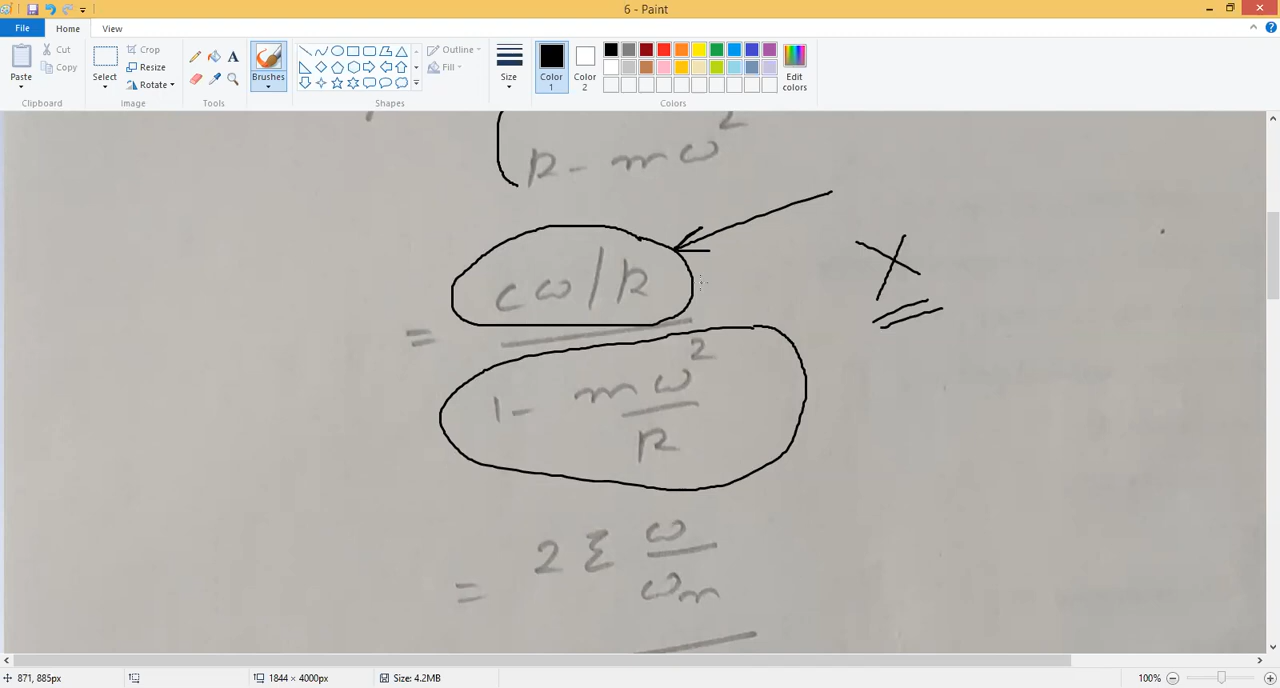 6 - Paint
File Home View
Paste
Cut
Copy
Clipboard
Select
Crop
Resize
Rotate
Image
Tools
Brushes
Shapes
Outline
Fill
Size
Color 1
Color 2
Edit colors
Colors
k - mω²
= cω/k
1 - mω²/k
X
= 2 ξ ω/ωn
871, 885px
1844 × 4000px
Size: 4.2MB
100%